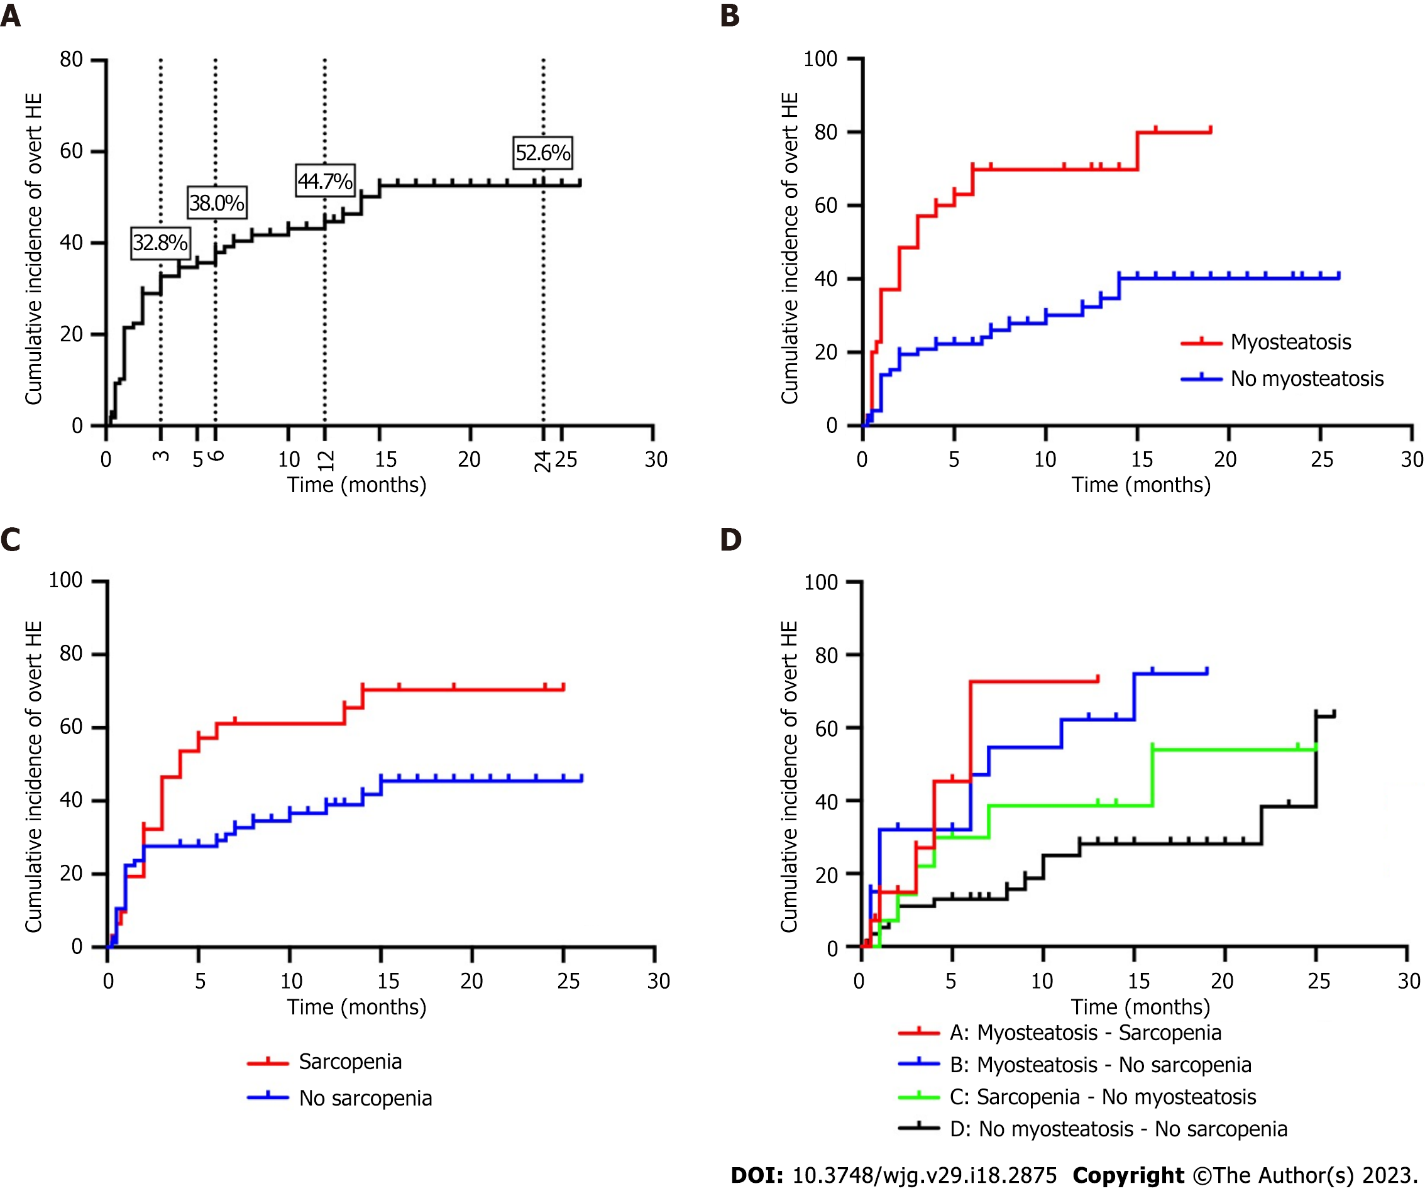 A
Cumulative incidence of overt HE
80
60
40
20
0
32.8%
38.0%
44.7%
52.6%
0 3 5 6 10 12 15 20 24 25 30
Time (months)
B
Cumulative incidence of overt HE
100
80
60
40
20
0
Myosteatosis
No myosteatosis
0 5 10 15 20 25 30
Time (months)
C
Cumulative incidence of overt HE
100
80
60
40
20
0
0 5 10 15 20 25 30
Time (months)
Sarcopenia
No sarcopenia
D
Cumulative incidence of overt HE
100
80
60
40
20
0
0 5 10 15 20 25 30
Time (months)
A: Myosteatosis - Sarcopenia
B: Myosteatosis - No sarcopenia
C: Sarcopenia - No myosteatosis
D: No myosteatosis - No sarcopenia
DOI: 10.3748/wjg.v29.i18.2875 Copyright ©The Author(s) 2023.